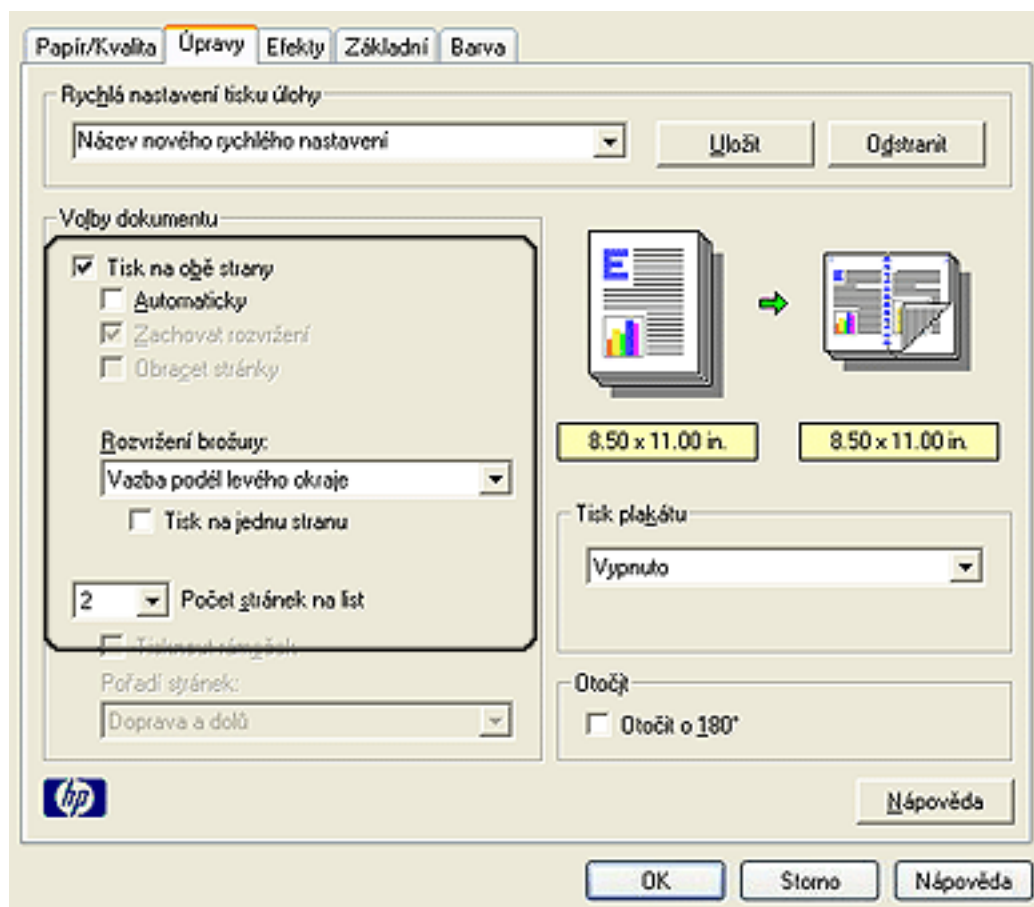 Papír/Kvalita Úpravy Efekty Základní Barva
Rychlá nastavení tisku úlohy
Název nového rychlého nastavení
Uložit
Odstranit
Volby dokumentu
Tisk na obě strany
Automaticky
Zachovat rozvržení
Obracet stránky
Rozvržení brožury:
Vazba podél levého okraje
Tisk na jednu stranu
2 Počet stránek na list
Tisknout rámeček
Pořadí stránek:
Doprava a dolů
E
8.50 x 11.00 in.
8.50 x 11.00 in.
Tisk plakátu
Vypnuto
Otočit
Otočit o 180°
hp
Nápověda
OK
Storno
Nápověda